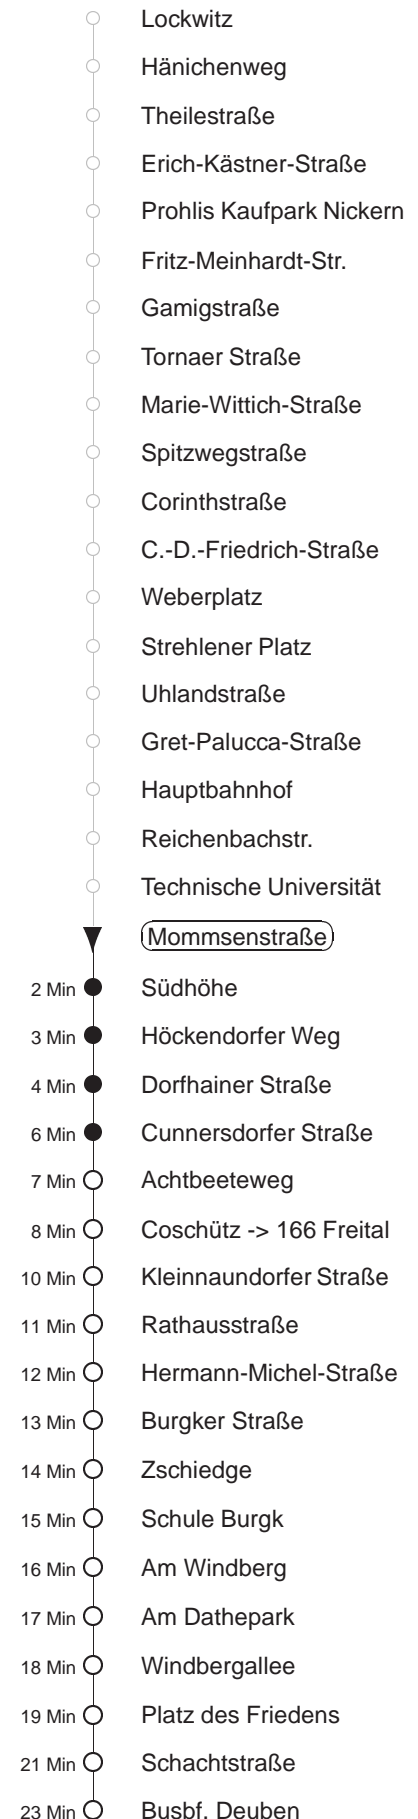 Lockwitz
Hänichenweg
Theilestraße
Erich-Kästner-Straße
Prohlis Kaufpark Nickern
Fritz-Meinhardt-Str.
Gamigstraße
Tornaer Straße
Marie-Wittich-Straße
Spitzwegstraße
Corinthstraße
C.-D.-Friedrich-Straße
Weberplatz
Strehlener Platz
Uhlandstraße
Gret-Palucca-Straße
Hauptbahnhof
Reichenbachstr.
Technische Universität
Mommsenstraße
2 Min Südhöhe
3 Min Höckendorfer Weg
4 Min Dorfhainer Straße
6 Min Cunnersdorfer Straße
7 Min Achtbeeteweg
8 Min Coschütz -> 166 Freital
10 Min Kleinnaundorfer Straße
11 Min Rathausstraße
12 Min Hermann-Michel-Straße
13 Min Burgker Straße
14 Min Zschiedge
15 Min Schule Burgk
16 Min Am Windberg
17 Min Am Dathepark
18 Min Windbergallee
19 Min Platz des Friedens
21 Min Schachtstraße
23 Min Busbf. Deuben